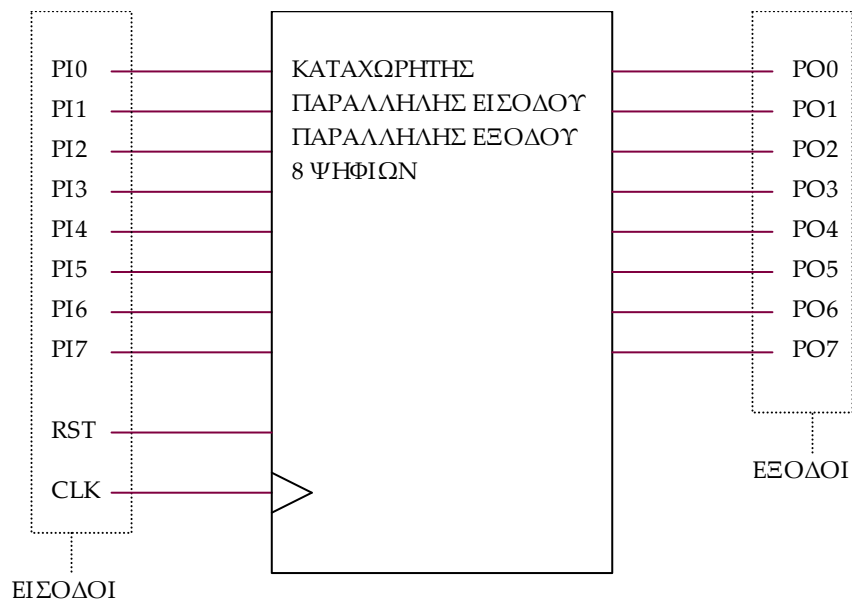 PI0
PI1
PI2
PI3
PI4
PI5
PI6
PI7
RST
CLK
ΕΙΣΟΔΟΙ
ΚΑΤΑΧΩΡΗΤΗΣ
ΠΑΡΑΛΛΗΛΗΣ ΕΙΣΟΔΟΥ
ΠΑΡΑΛΛΗΛΗΣ ΕΞΟΔΟΥ
8 ΨΗΦΙΩΝ
PO0
PO1
PO2
PO3
PO4
PO5
PO6
PO7
ΕΞΟΔΟΙ